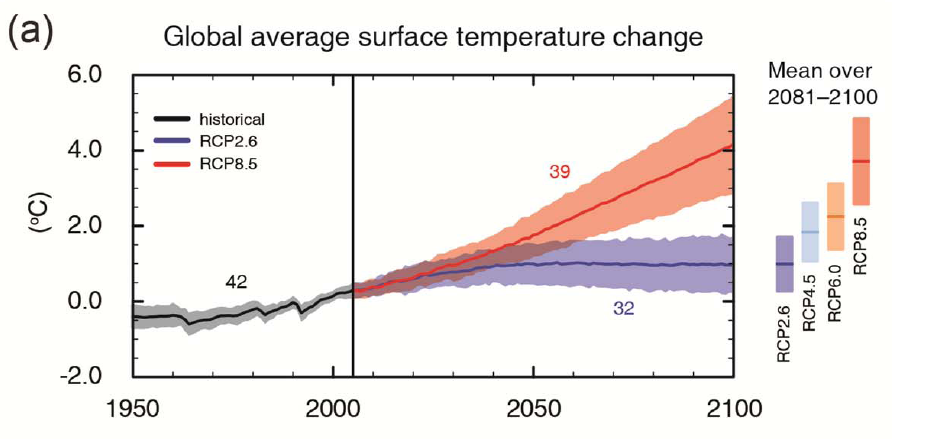 (a)
Global average surface temperature change
6.0
4.0
2.0
0.0
-2.0
(°C)
historical
RCP2.6
RCP8.5
39
42
32
1950
2000
2050
2100
Mean over
2081–2100
RCP2.6
RCP4.5
RCP6.0
RCP8.5